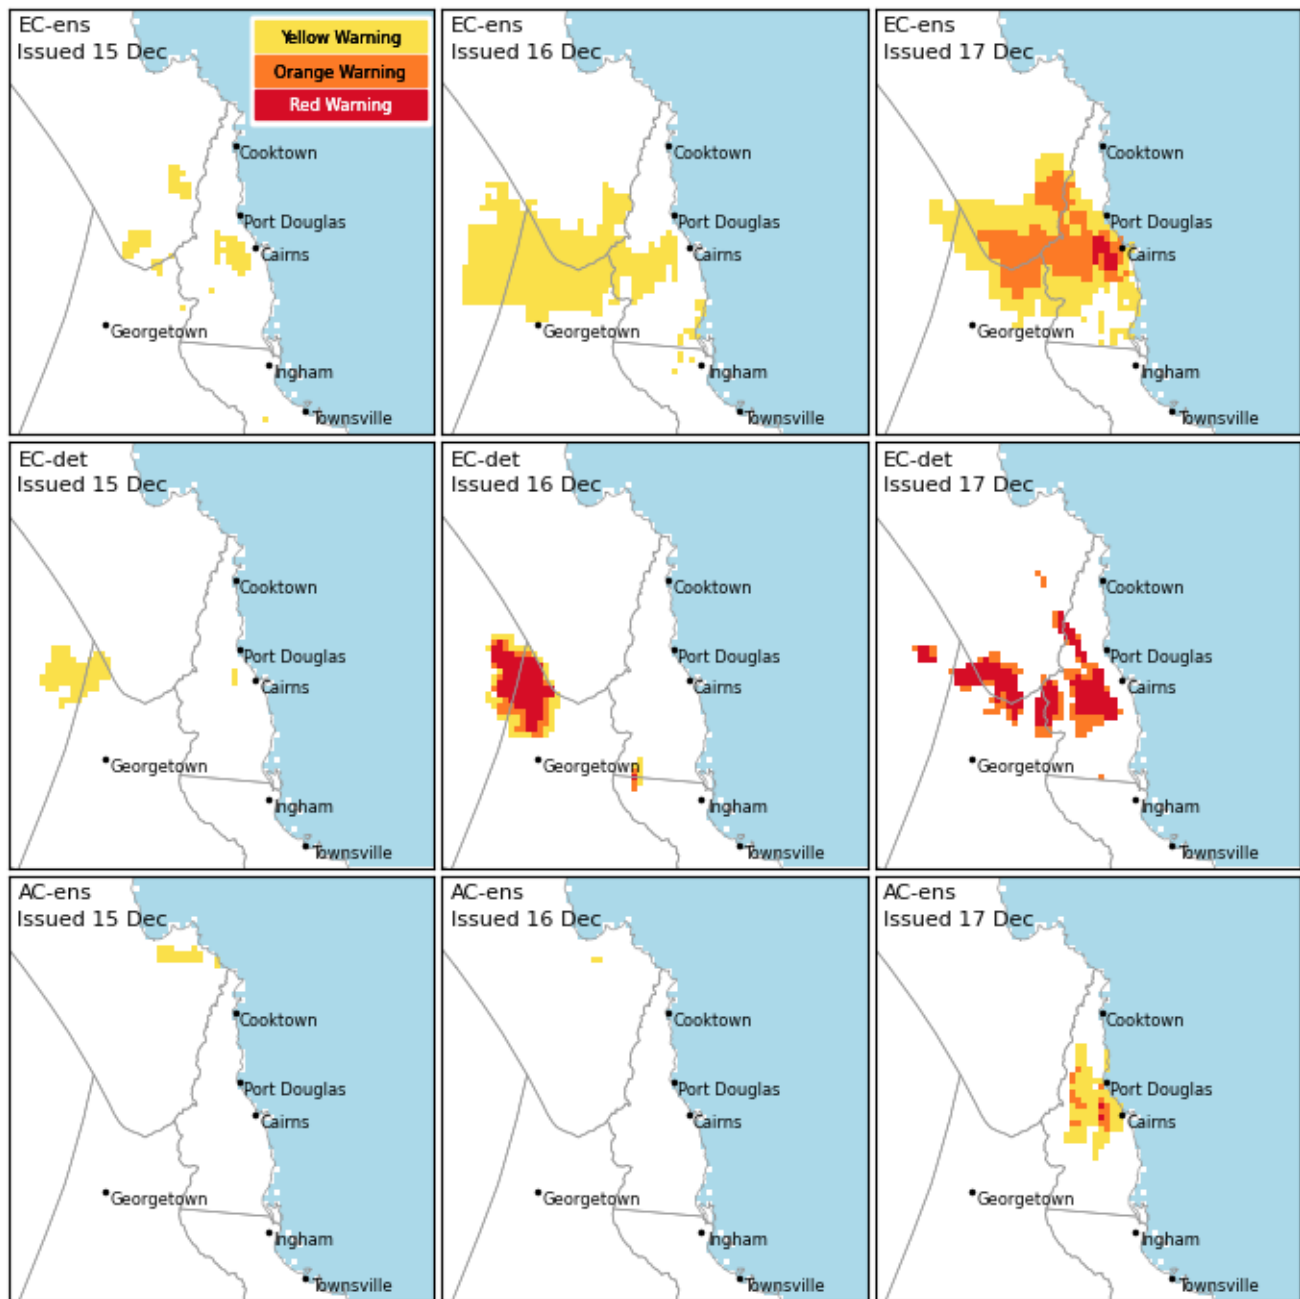 EC-ens
Issued 15 Dec
Yellow Warning
Orange Warning
Red Warning
Cooktown
Port Douglas
Cairns
Georgetown
Ingham
Townsville
EC-ens
Issued 16 Dec
Cooktown
Port Douglas
Cairns
Georgetown
Ingham
Townsville
EC-ens
Issued 17 Dec
Cooktown
Port Douglas
Cairns
Georgetown
Ingham
Townsville
EC-det
Issued 15 Dec
Cooktown
Port Douglas
Cairns
Georgetown
Ingham
Townsville
EC-det
Issued 16 Dec
Cooktown
Port Douglas
Cairns
Georgetown
Ingham
Townsville
EC-det
Issued 17 Dec
Cooktown
Port Douglas
Cairns
Georgetown
Ingham
Townsville
AC-ens
Issued 15 Dec
Cooktown
Port Douglas
Cairns
Georgetown
Ingham
Townsville
AC-ens
Issued 16 Dec
Cooktown
Port Douglas
Cairns
Georgetown
Ingham
Townsville
AC-ens
Issued 17 Dec
Cooktown
Port Douglas
Cairns
Georgetown
Ingham
Townsville